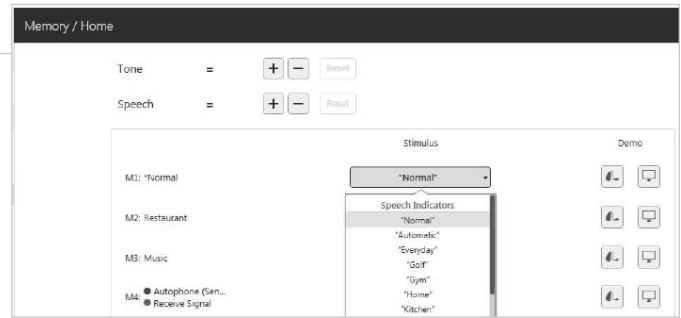 Memory / Home
Tone = + − Reset
Speech = + − Reset
Stimulus Demo
M1: *Normal "Normal"
Speech Indicators
"Normal"
M2: Restaurant
"Automatic"
"Everyday"
M3: Music
"Golf"
"Gym"
M4: Autophone (Sen...
"Home"
Receive Signal
"Kitchen"